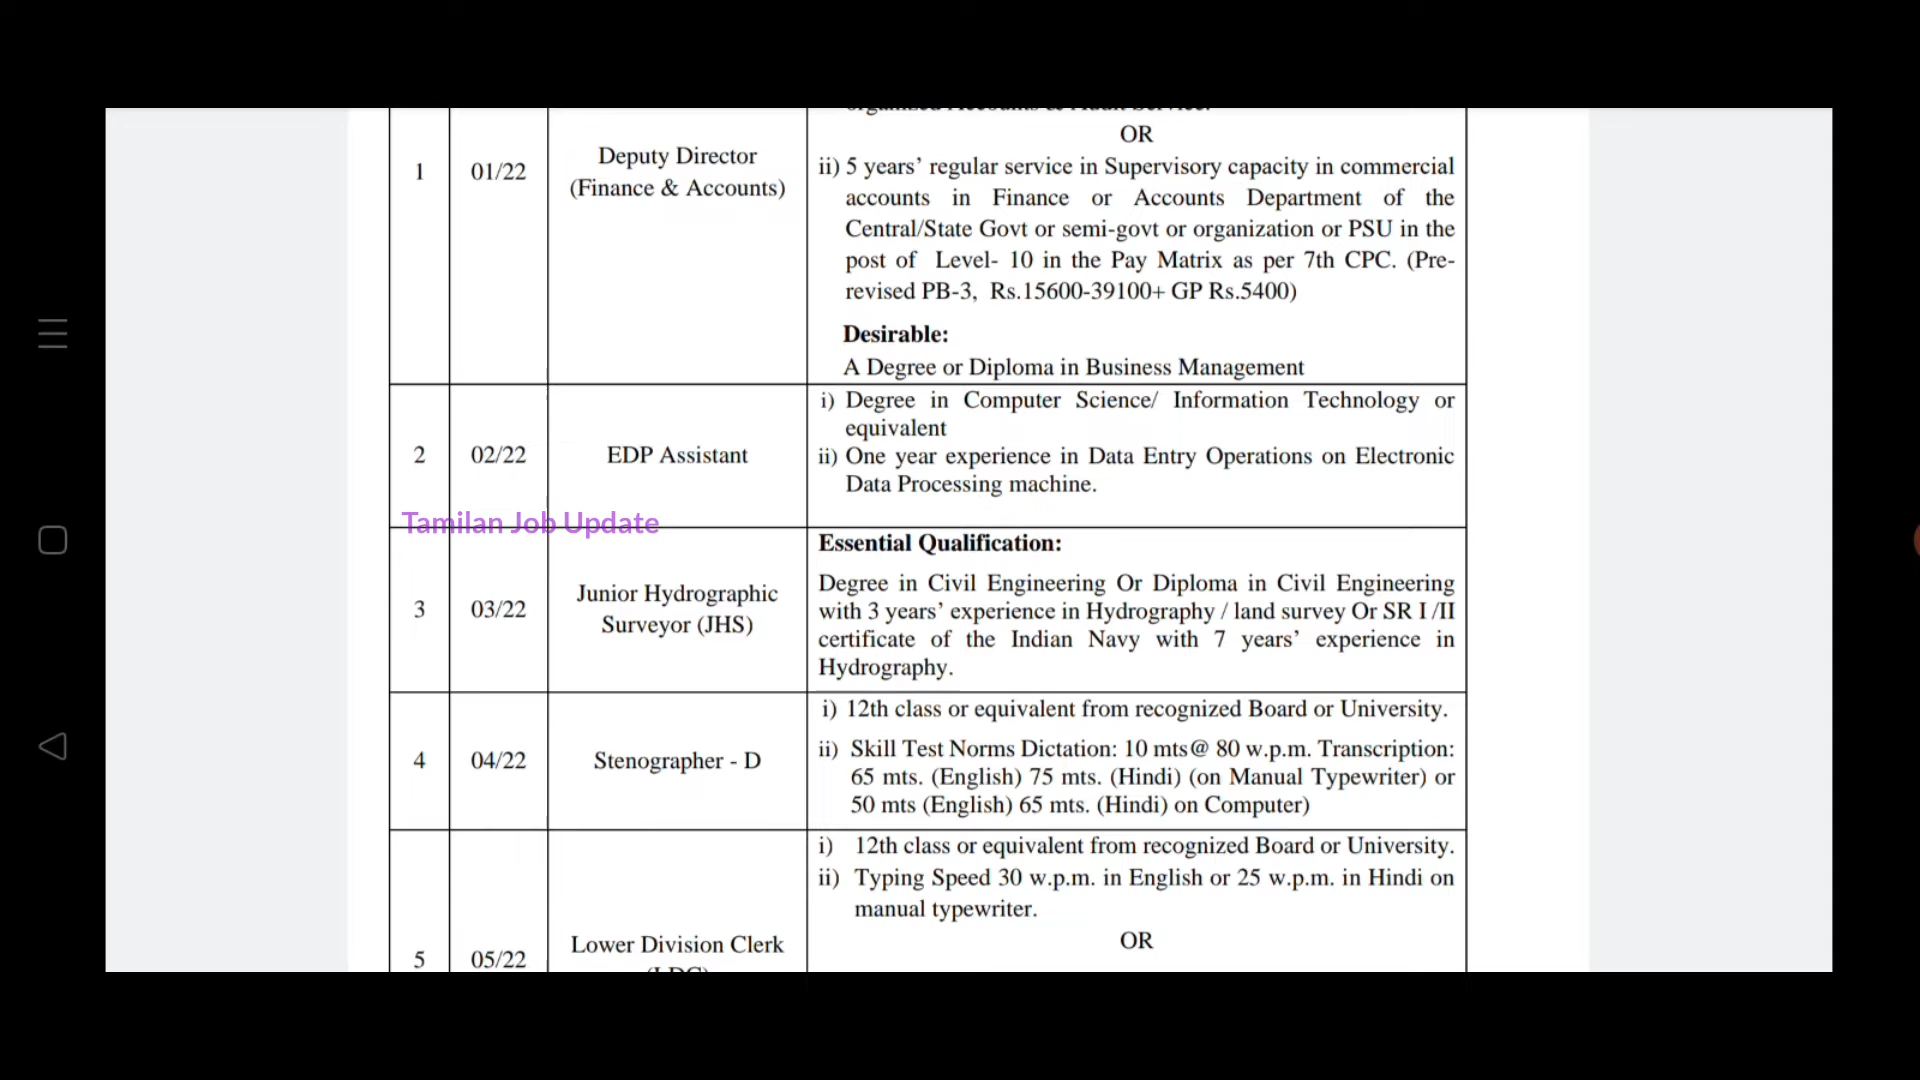 organized Accounts & Audit Service.
OR
1
01/22
Deputy Director
(Finance & Accounts)
ii) 5 years’ regular service in Supervisory capacity in commercial
accounts in Finance or Accounts Department of the
Central/State Govt or semi-govt or organization or PSU in the
post of Level- 10 in the Pay Matrix as per 7th CPC. (Pre-
revised PB-3, Rs.15600-39100+ GP Rs.5400)
Desirable:
A Degree or Diploma in Business Management
2
02/22
EDP Assistant
i) Degree in Computer Science/ Information Technology or
equivalent
ii) One year experience in Data Entry Operations on Electronic
Data Processing machine.
Tamilan Job Update
3
03/22
Junior Hydrographic
Surveyor (JHS)
Essential Qualification:
Degree in Civil Engineering Or Diploma in Civil Engineering
with 3 years’ experience in Hydrography / land survey Or SR I /II
certificate of the Indian Navy with 7 years’ experience in
Hydrography.
4
04/22
Stenographer - D
i) 12th class or equivalent from recognized Board or University.
ii) Skill Test Norms Dictation: 10 mts@ 80 w.p.m. Transcription:
65 mts. (English) 75 mts. (Hindi) (on Manual Typewriter) or
50 mts (English) 65 mts. (Hindi) on Computer)
5
05/22
Lower Division Clerk
(LDC)
i) 12th class or equivalent from recognized Board or University.
ii) Typing Speed 30 w.p.m. in English or 25 w.p.m. in Hindi on
manual typewriter.
OR